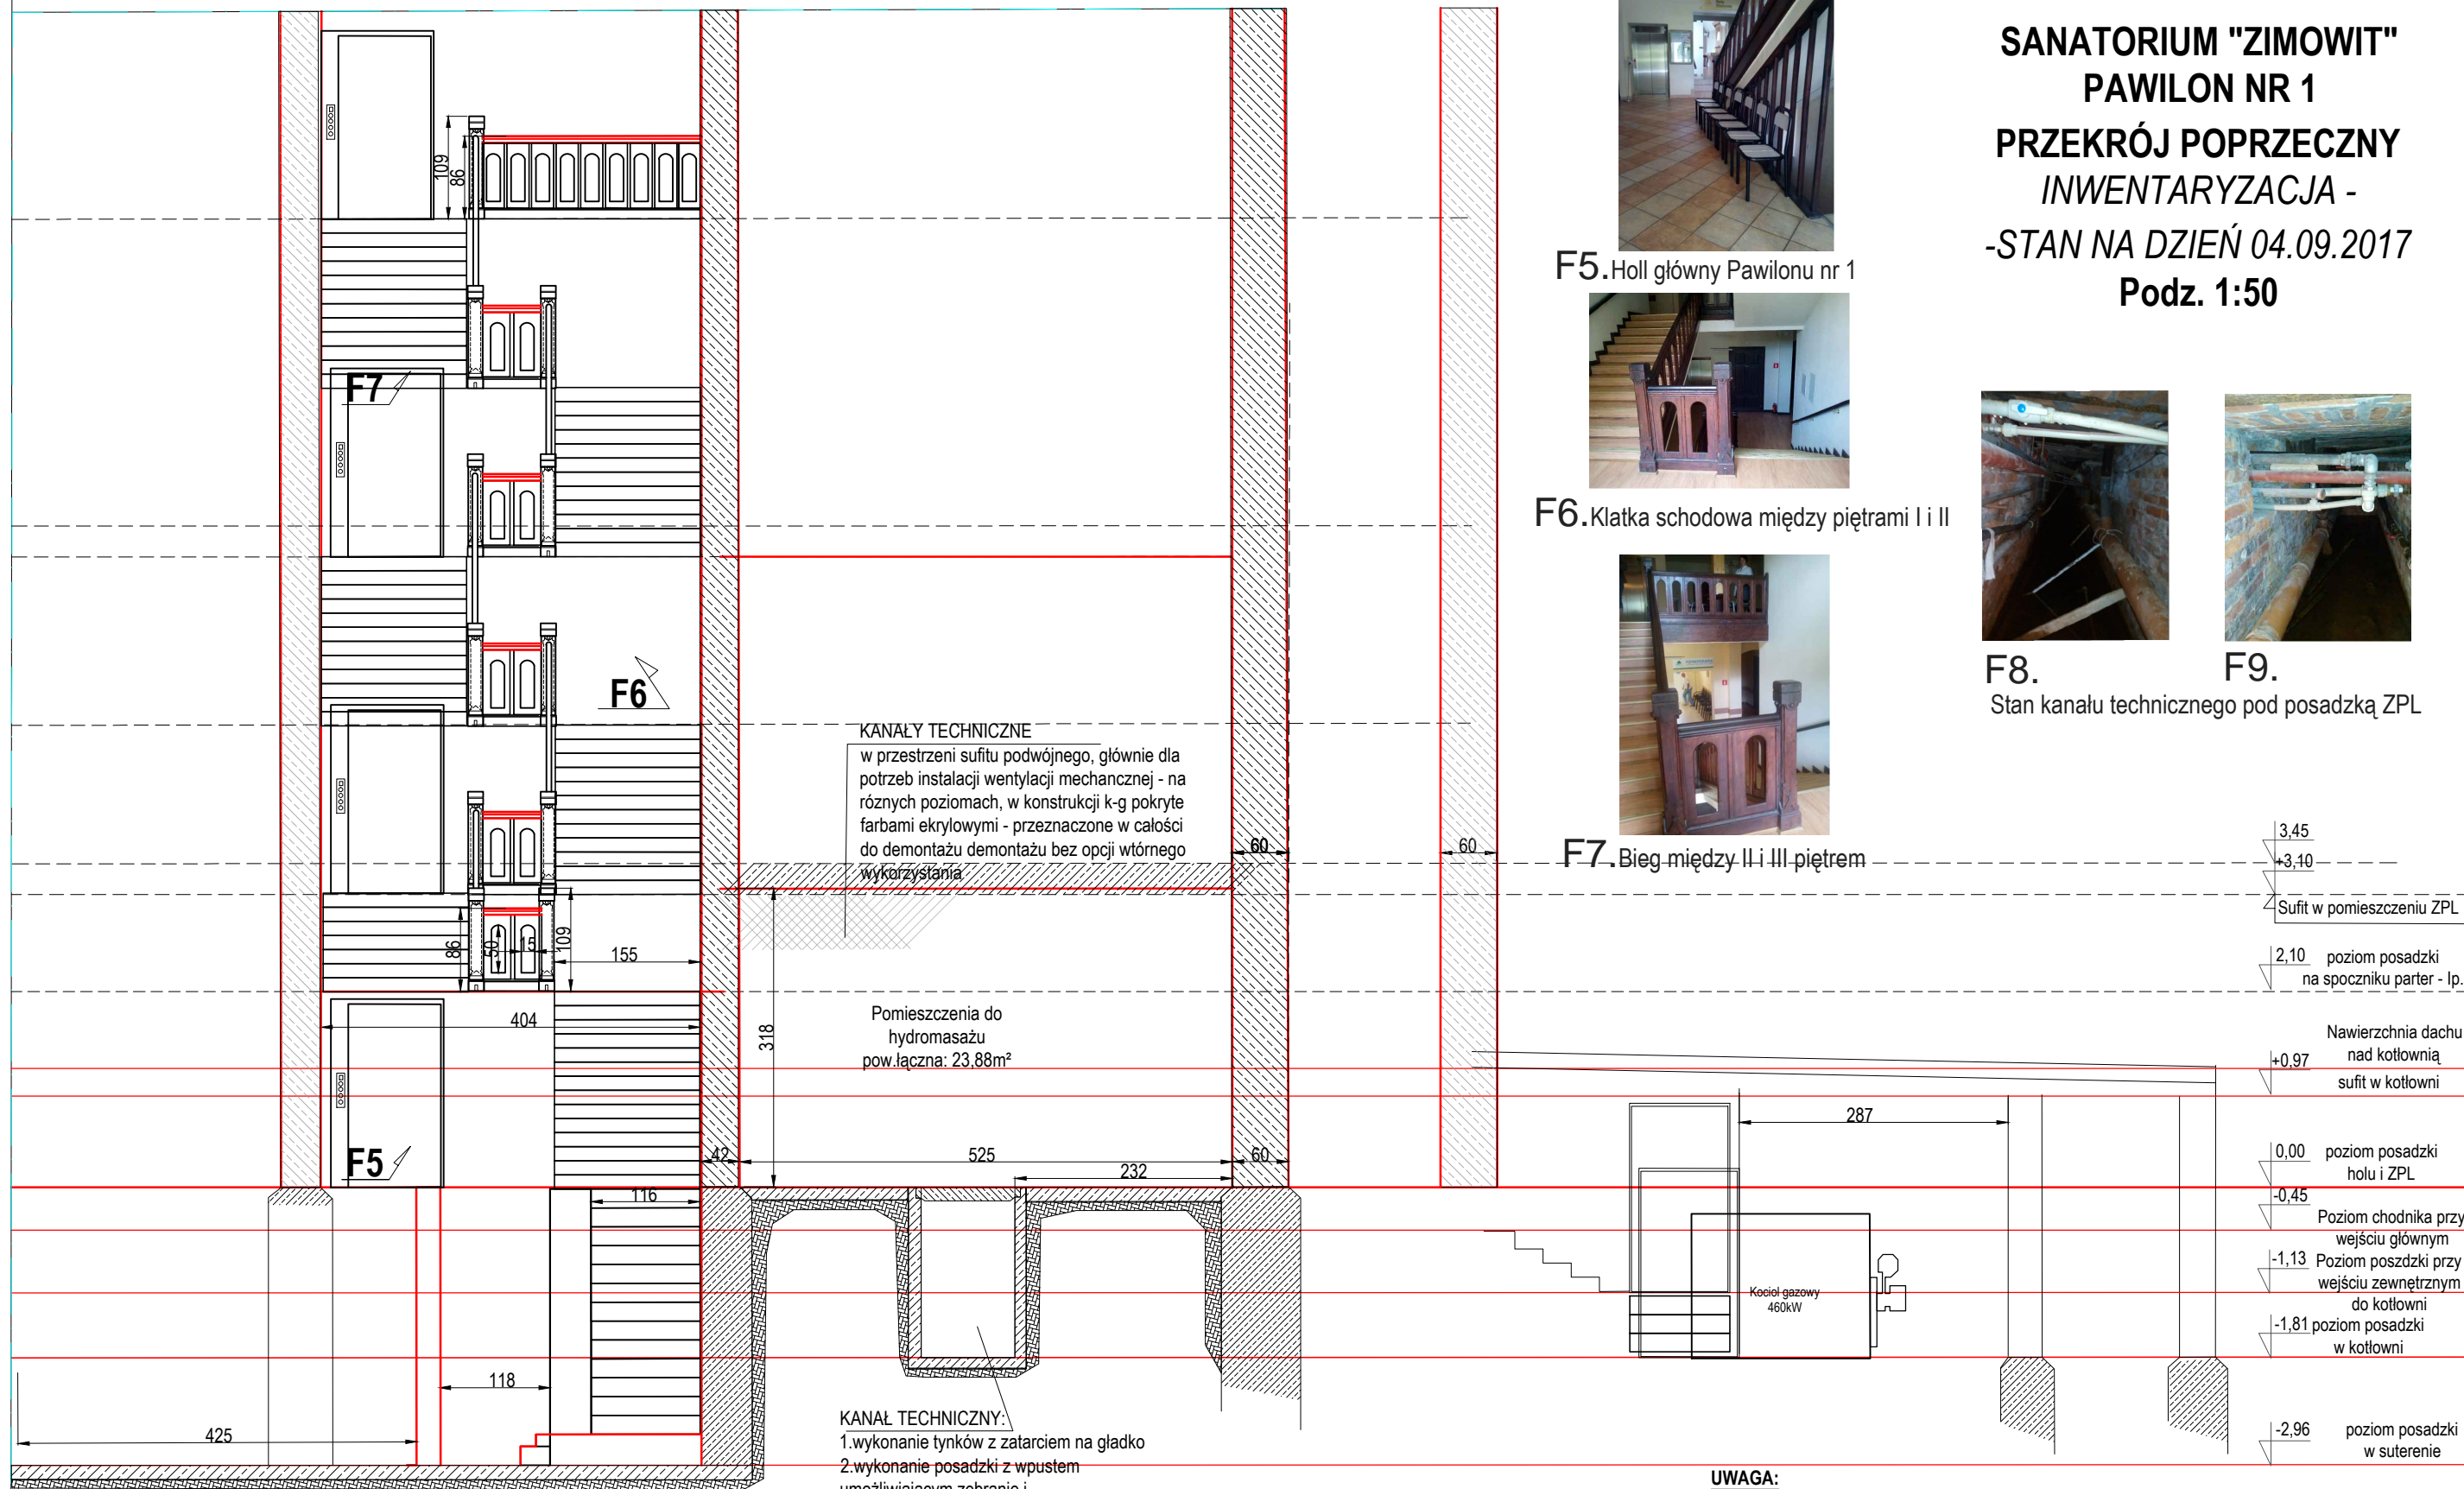 SANATORIUM "ZIMOWIT"
PAWILON NR 1
PRZEKRÓJ POPRZECZNY
INWENTARYZACJA -
-STAN NA DZIEŃ 04.09.2017
Podz. 1:50
F5.Holl główny Pawilonu nr 1
F6.Klatka schodowa między piętrami I i II
F7.Bieg między II i III piętrem
F8.
F9.
Stan kanału technicznego pod posadzką ZPL
109
86
F7
F6
KANAŁY TECHNICZNE
w przestrzeni sufitu podwójnego, głównie dla
potrzeb instalacji wentylacji mechancznej - na
róznych poziomach, w konstrukcji k-g pokryte
farbami ekrylowymi - przeznaczone w całości
do demontażu demontażu bez opcji wtórnego
wykorzystania
60
60
86
50
15
109
155
404
318
Pomieszczenia do
hydromasażu
pow.łączna: 23,88m²
F5
42
525
60
232
116
118
425
287
Kocioł gazowy
460kW
KANAŁ TECHNICZNY:
1.wykonanie tynków z zatarciem na gładko
2.wykonanie posadzki z wpustem
umożliwiającym zebranie i
UWAGA:
3,45
+3,10
Sufit w pomieszczeniu ZPL
2,10 poziom posadzki
na spoczniku parter - Ip.
Nawierzchnia dachu
nad kotłownią
+0,97
sufit w kotłowni
0,00 poziom posadzki
holu i ZPL
-0,45
Poziom chodnika przy
wejściu głównym
-1,13 Poziom poszdzki przy
wejściu zewnętrznym
do kotłowni
-1,81 poziom posadzki
w kotłowni
-2,96 poziom posadzki
w suterenie